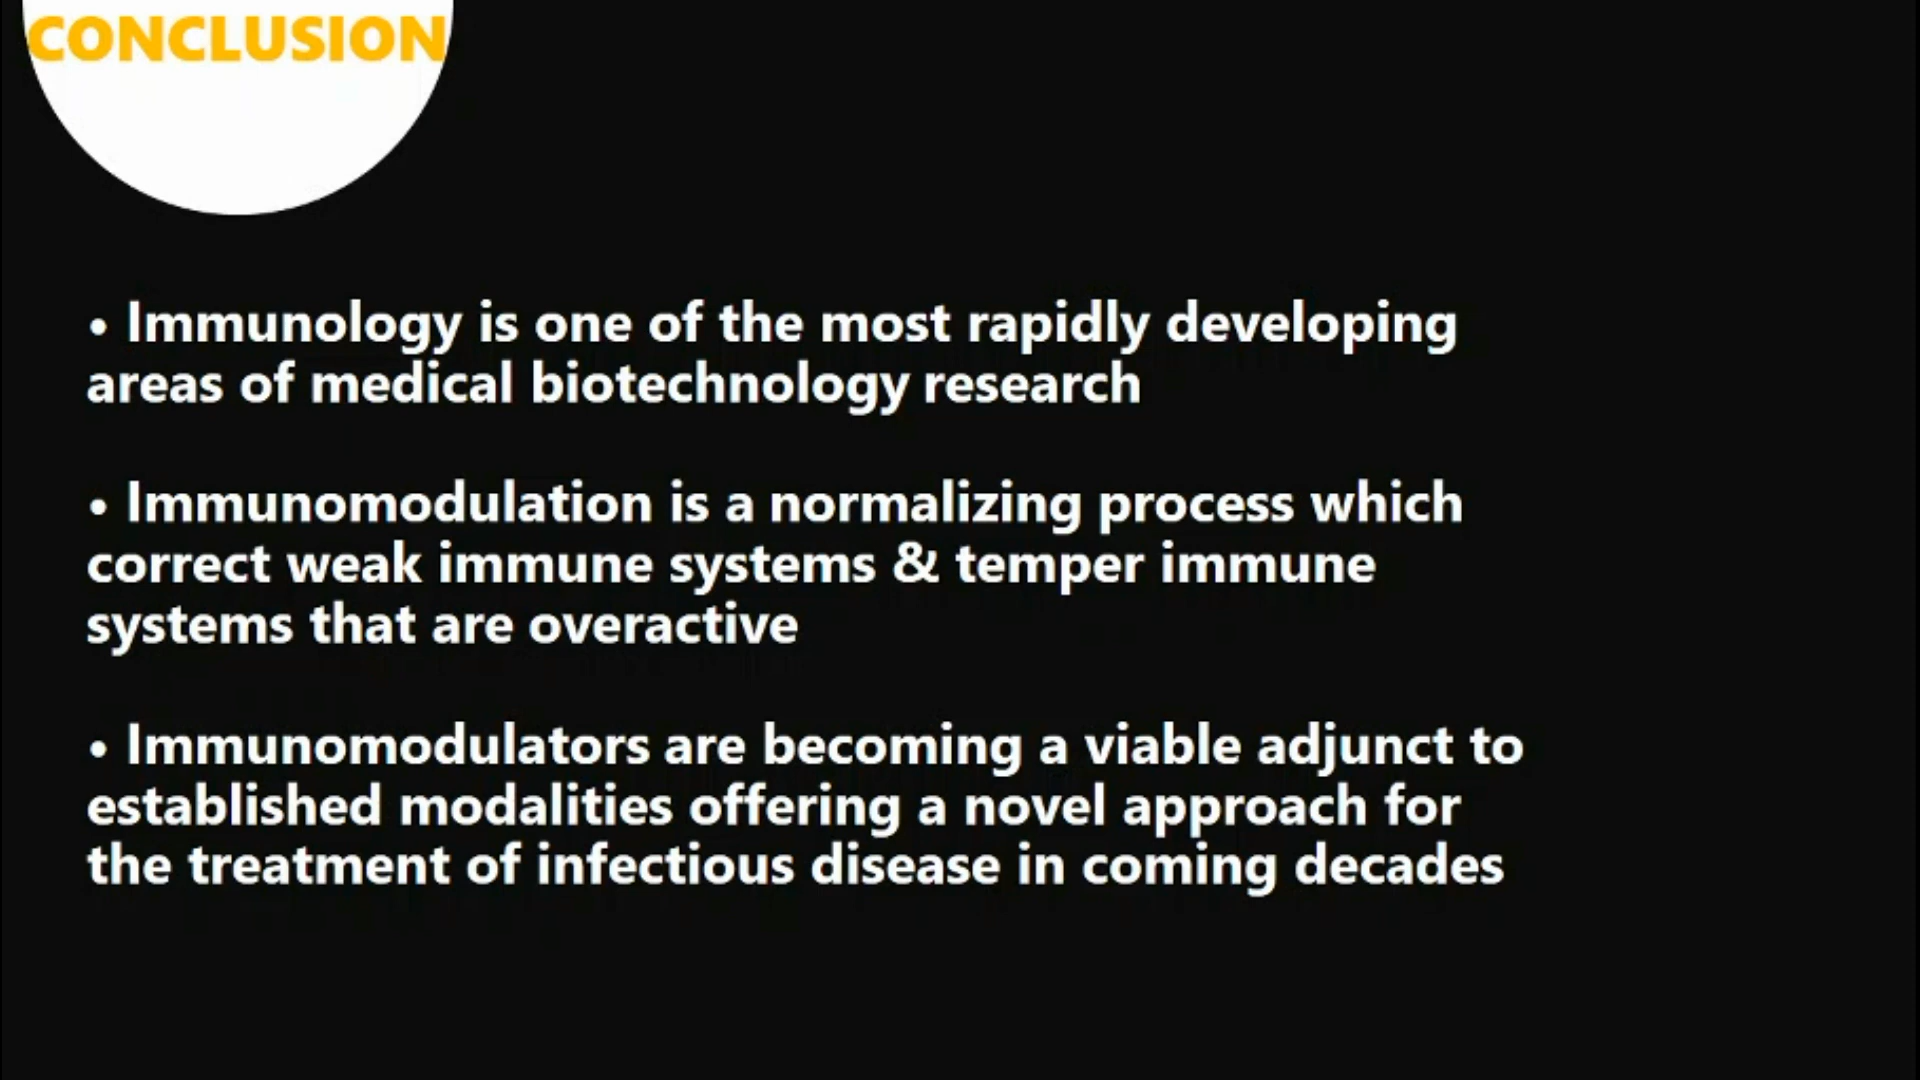 CONCLUSION
• Immunology is one of the most rapidly developing
areas of medical biotechnology research
• Immunomodulation is a normalizing process which
correct weak immune systems & temper immune
systems that are overactive
• Immunomodulators are becoming a viable adjunct to
established modalities offering a novel approach for
the treatment of infectious disease in coming decades